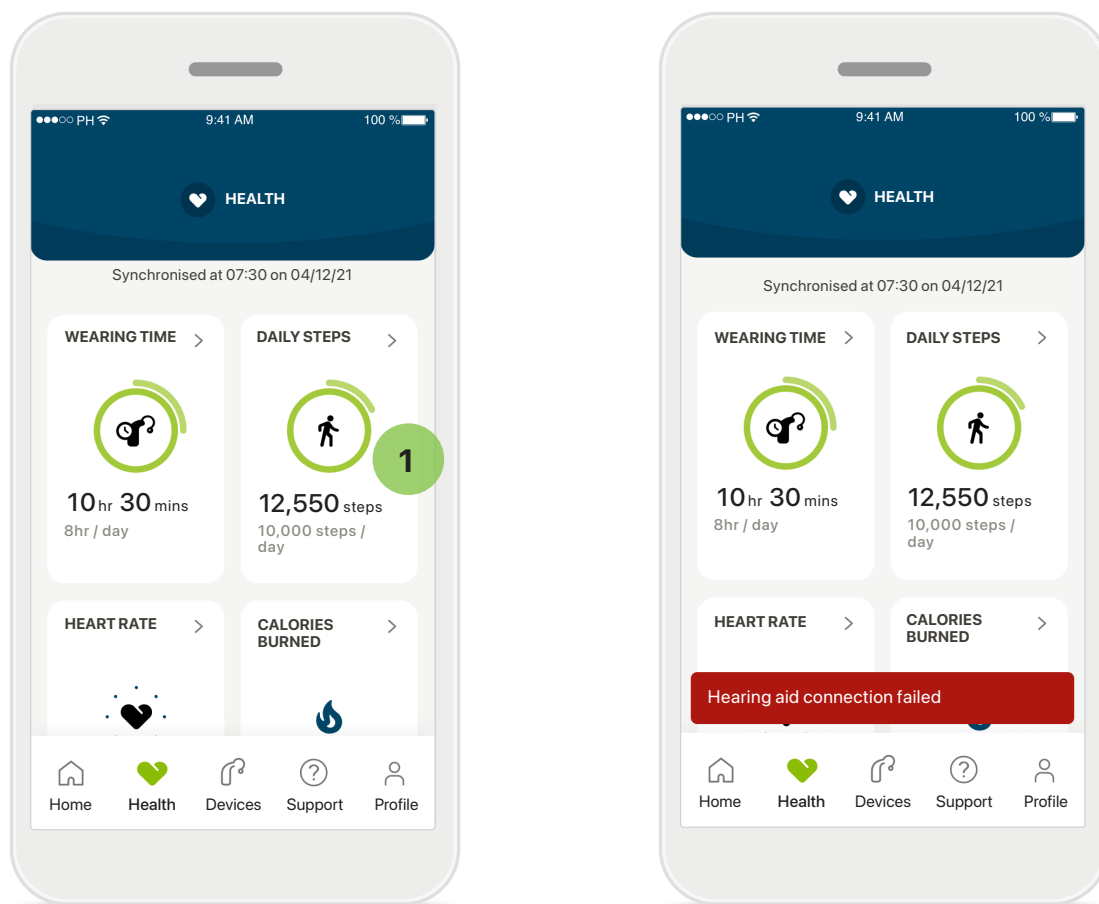 PH 9:41 AM 100 %
HEALTH
Synchronised at 07:30 on 04/12/21
WEARING TIME
10 hr 30 mins
8hr / day
DAILY STEPS
1
12,550 steps
10,000 steps /
day
HEART RATE
CALORIES
BURNED
Home Health Devices Support Profile
PH 9:41 AM 100 %
HEALTH
Synchronised at 07:30 on 04/12/21
WEARING TIME
10 hr 30 mins
8hr / day
DAILY STEPS
12,550 steps
10,000 steps /
day
HEART RATE
CALORIES
BURNED
Hearing aid connection failed
Home Health Devices Support Profile